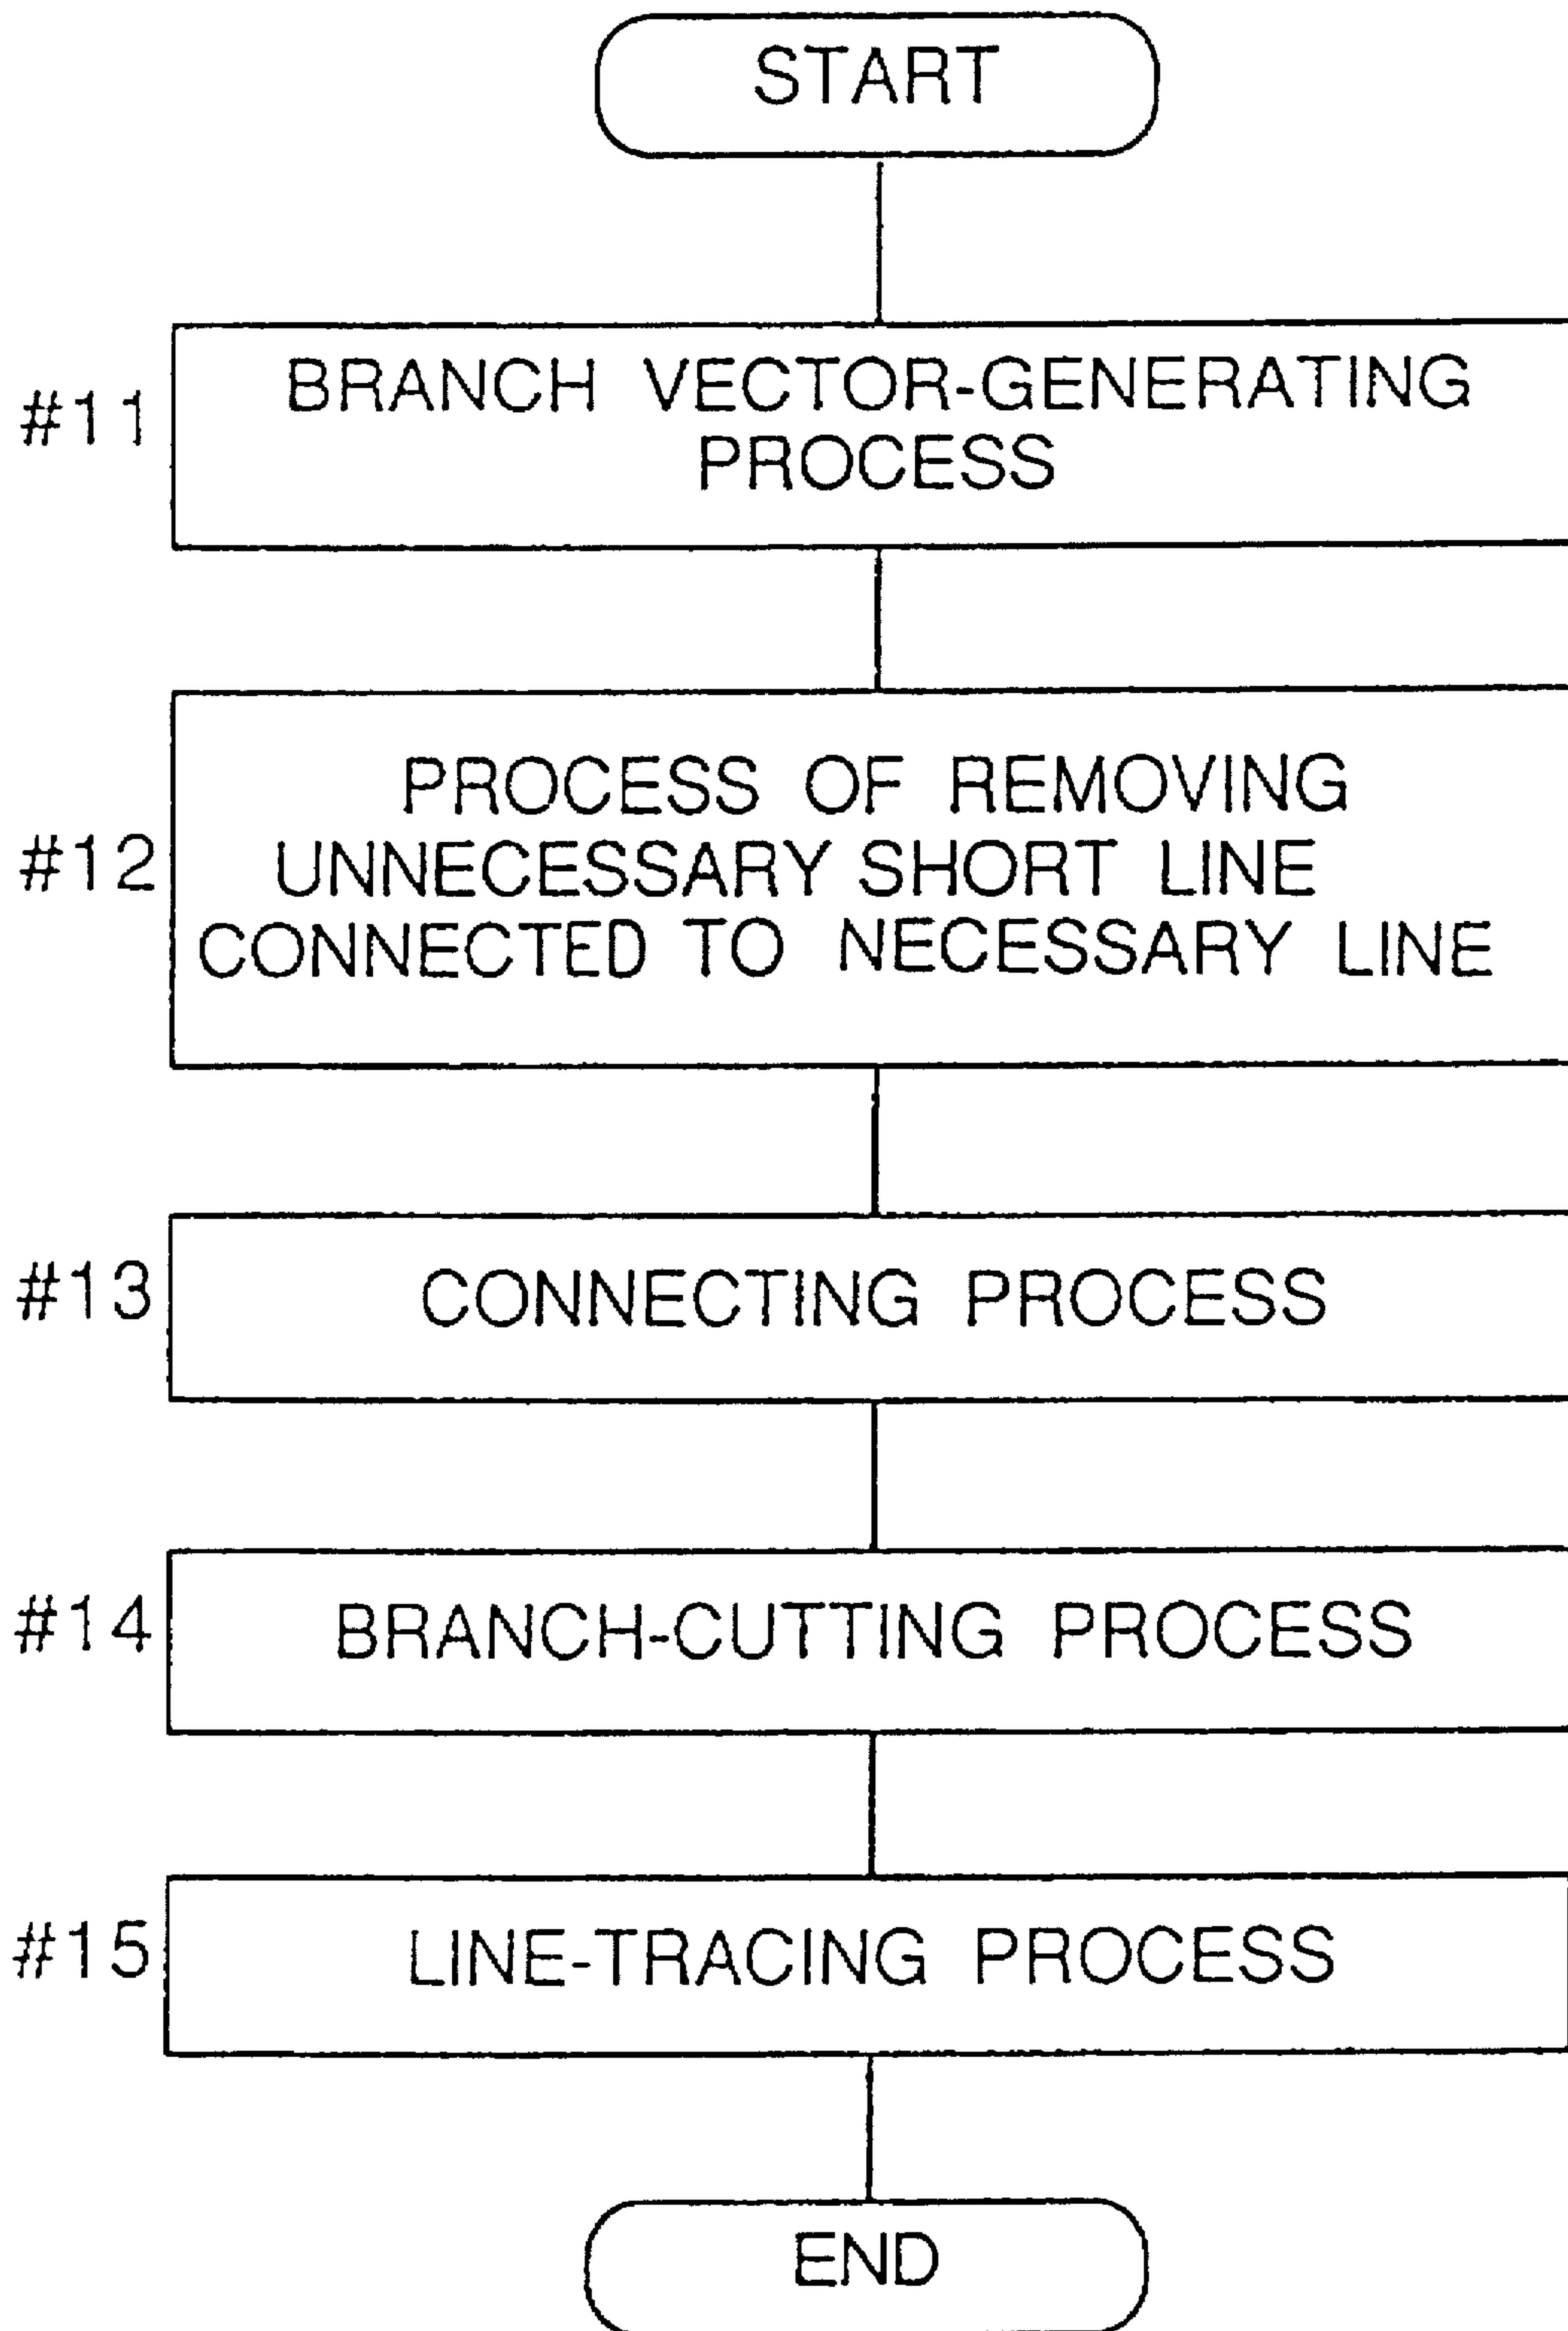 START
#11
BRANCH VECTOR-GENERATING
PROCESS
#12
PROCESS OF REMOVING
UNNECESSARY SHORT LINE
CONNECTED TO NECESSARY LINE
#13
CONNECTING PROCESS
#14
BRANCH-CUTTING PROCESS
#15
LINE-TRACING PROCESS
END